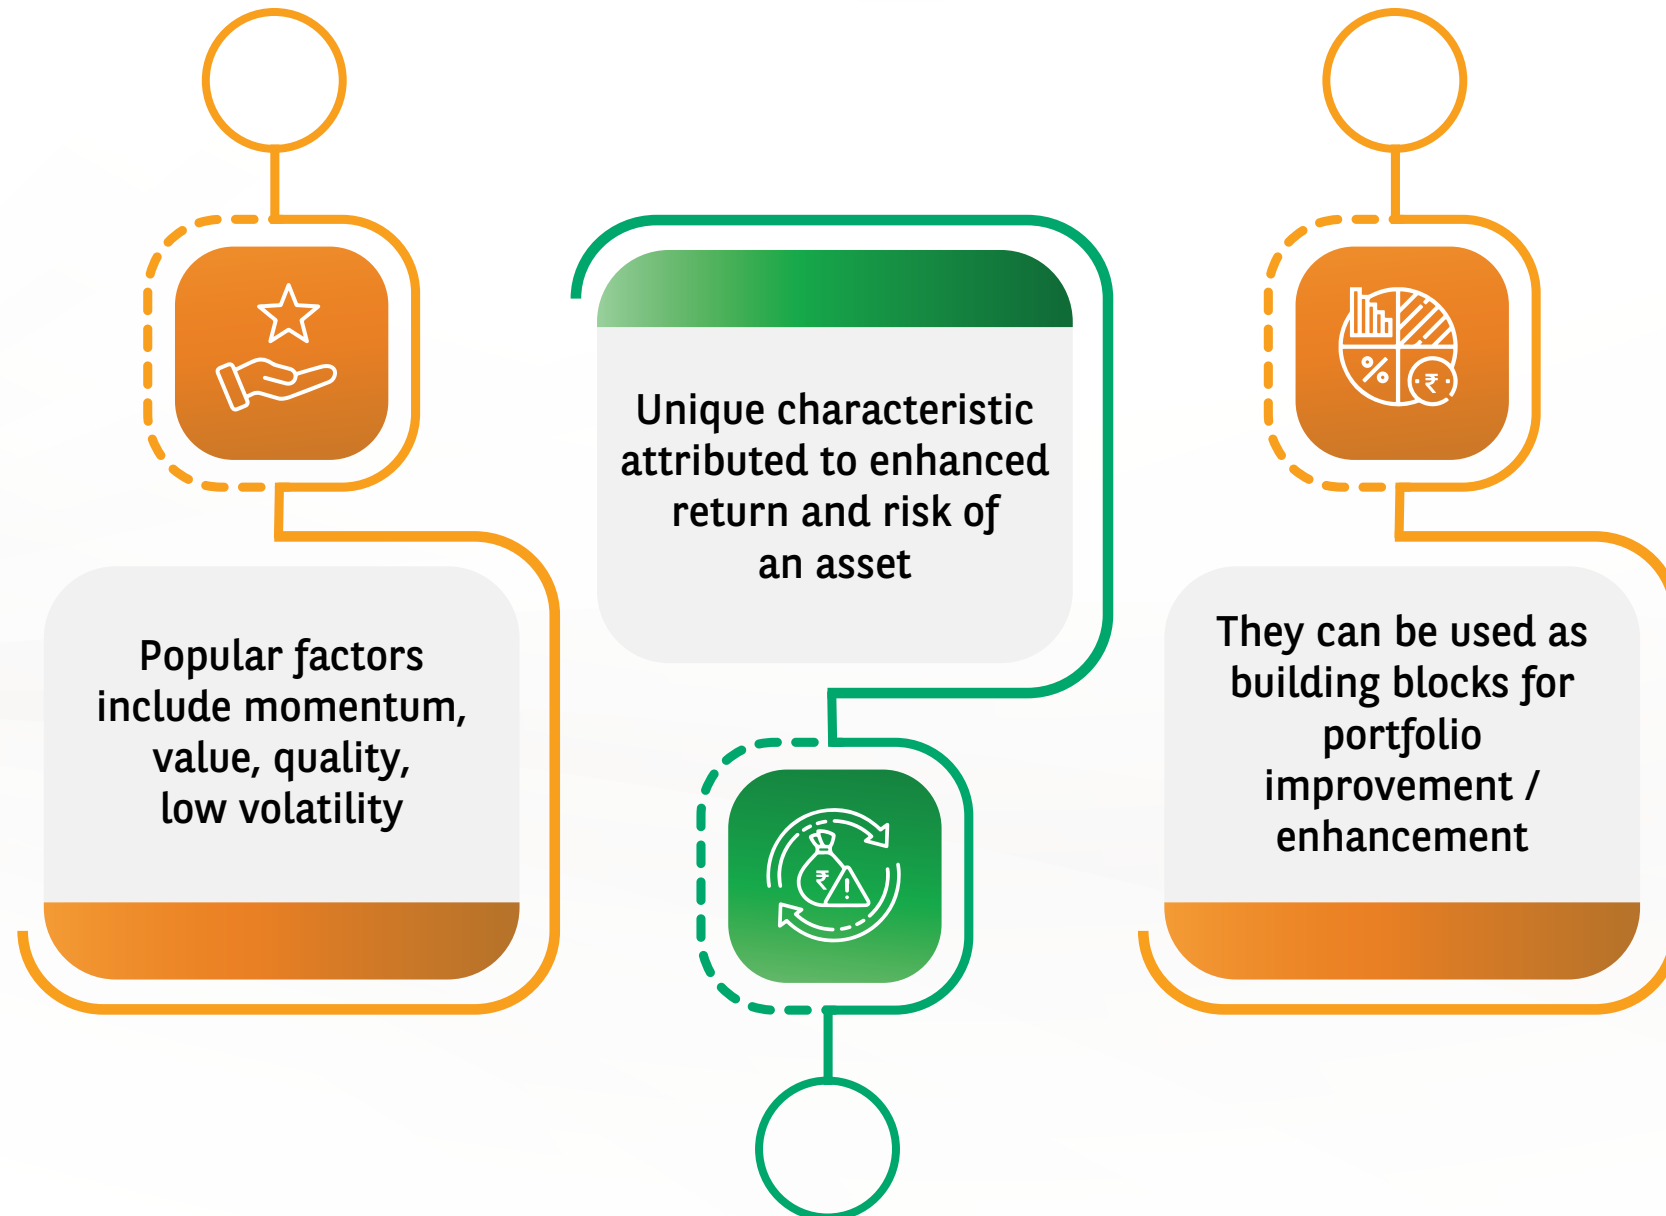 Popular factors
include momentum,
value, quality,
low volatility
Unique characteristic
attributed to enhanced
return and risk of
an asset
%
₹
!
₹
They can be used as
building blocks for
portfolio
improvement /
enhancement